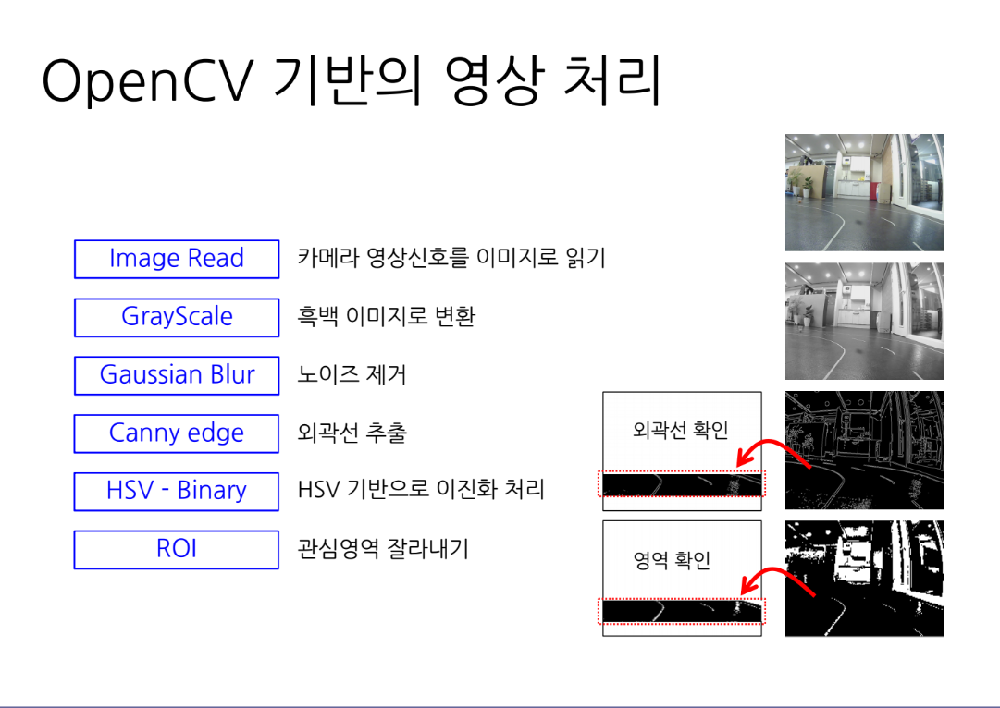 OpenCV 기반의 영상 처리
Image Read 카메라 영상신호를 이미지로 읽기
GrayScale 흑백 이미지로 변환
Gaussian Blur 노이즈 제거
Canny edge 외곽선 추출
HSV - Binary HSV 기반으로 이진화 처리
ROI 관심영역 잘라내기
외곽선 확인
영역 확인